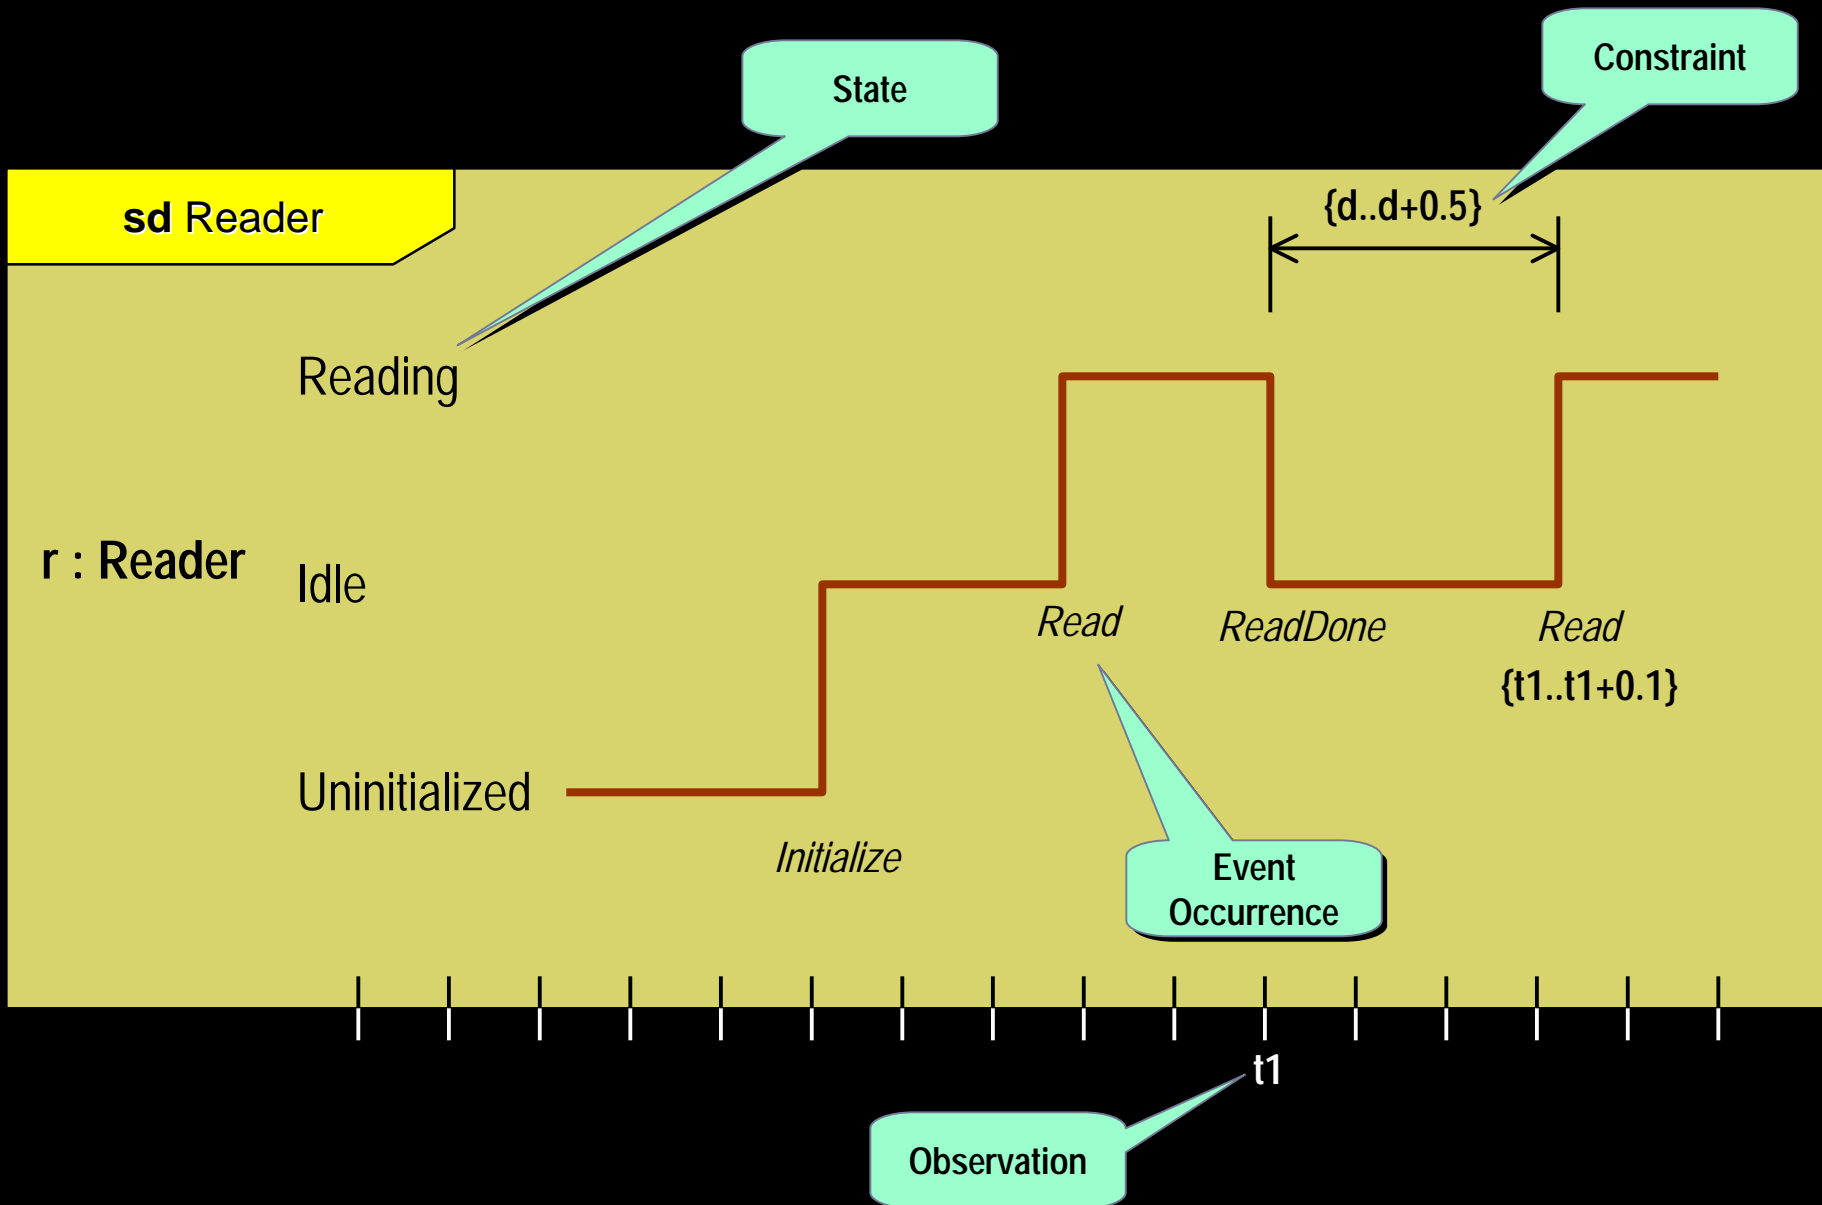 State
Constraint
sd Reader
{d..d+0.5}
Reading
r : Reader
Idle
Read
ReadDone
Read
{t1..t1+0.1}
Uninitialized
Initialize
Event
Occurrence
t1
Observation